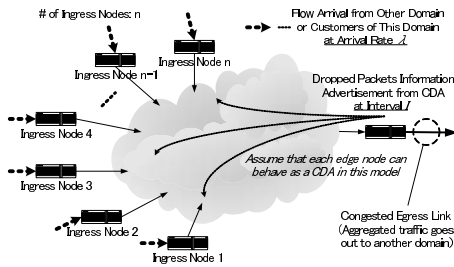 # of Ingress Nodes: n
Flow Arrival from Other Domain
or Customers of This Domain
at Arrival Rate λ
Ingress Node n
Ingress Node n-1
Dropped Packets Information
Advertisement from CDA
at Interval I
Ingress Node 4
Assume that each edge node can
behave as a CDA in this model
Ingress Node 3
Ingress Node 2
Ingress Node 1
Congested Egress Link
(Aggregated traffic goes
out to another domain)